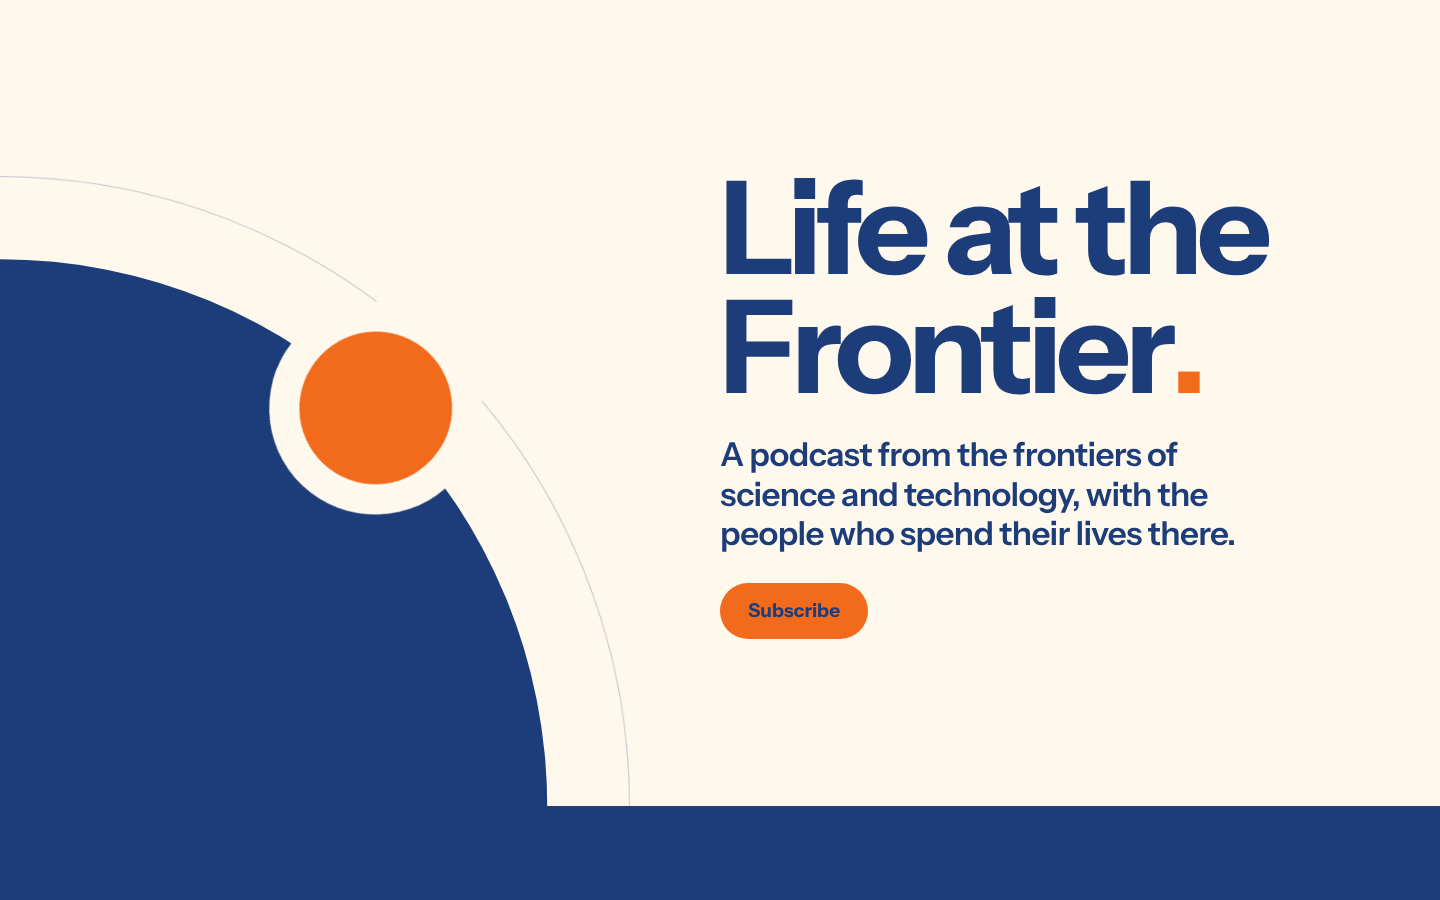 Life at the
Frontier.
A podcast from the frontiers of
science and technology, with the
people who spend their lives there.
Subscribe